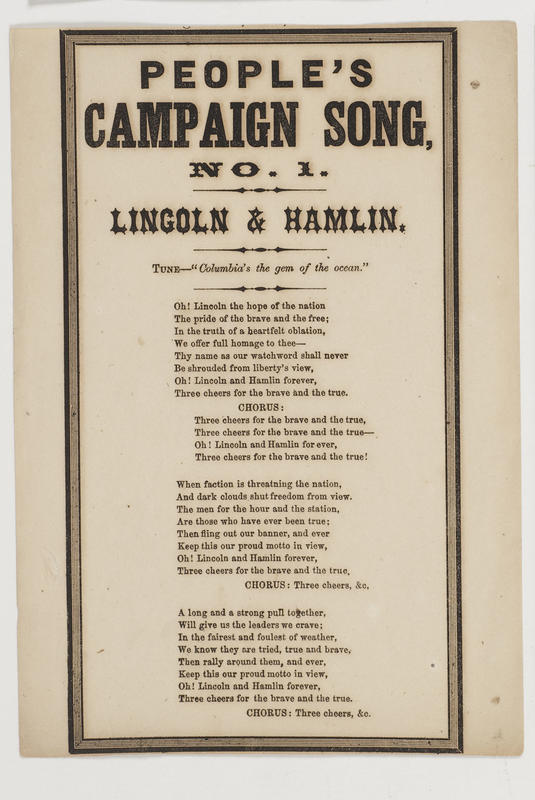 PEOPLE'S
CAMPAIGN SONG,
NO. 1.
LINCOLN & HAMLIN.
TUNE—"Columbia's the gem of the ocean."
Oh! Lincoln the hope of the nation
The pride of the brave and the free;
In the truth of a heartfelt oblation,
We offer full homage to thee—
Thy name as our watchword shall never
Be shrouded from liberty's view,
Oh! Lincoln and Hamlin forever,
Three cheers for the brave and the true.
CHORUS:
Three cheers for the brave and the true,
Three cheers for the brave and the true—
Oh! Lincoln and Hamlin for ever,
Three cheers for the brave and the true!
When faction is threatning the nation,
And dark clouds shut freedom from view.
The men for the hour and the station,
Are those who have ever been true;
Then fling out our banner, and ever
Keep this our proud motto in view,
Oh! Lincoln and Hamlin forever,
Three cheers for the brave and the true.
CHORUS: Three cheers, &c,
A long and a strong pull together,
Will give us the leaders we crave;
In the fairest and foulest of weather,
We know they are tried, true and brave.
Then rally around them, and ever,
Keep this our proud motto in view,
Oh! Lincoln and Hamlin forever,
Three cheers for the brave and the true.
CHORUS: Three cheers, &c.